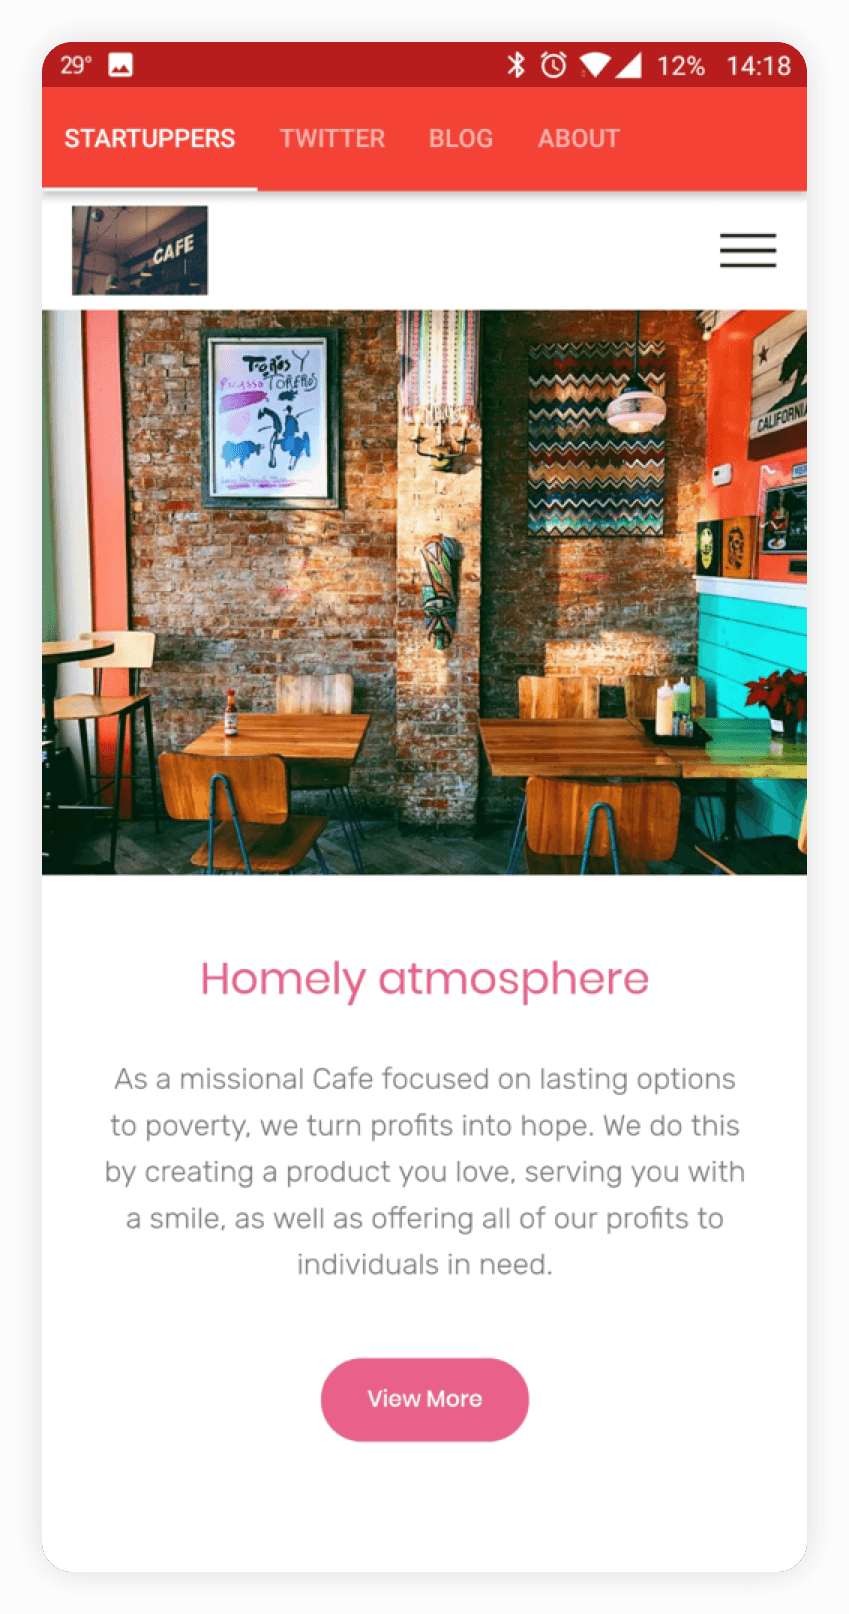 29° 12% 14:18
STARTUPPERS TWITTER BLOG ABOUT
CAFE
Toros Y
Picasso TOREROS
CALIFORNIA
Homely atmosphere
As a missional Cafe focused on lasting options
to poverty, we turn profits into hope. We do this
by creating a product you love, serving you with
a smile, as well as offering all of our profits to
individuals in need.
View More